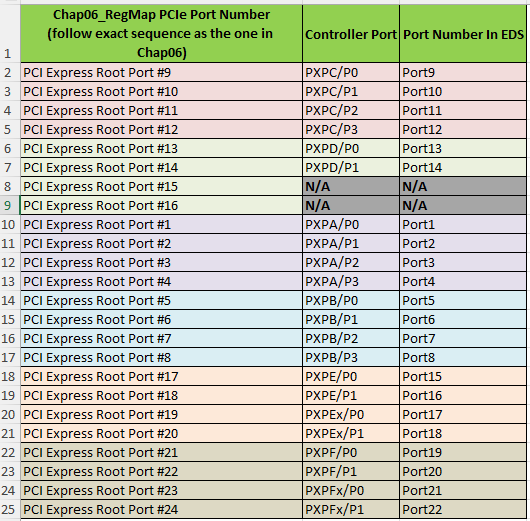 Chap06_RegMap PCIe Port Number
(follow exact sequence as the one in
Chap06)
Controller Port
Port Number In EDS
1
2 PCI Express Root Port #9 PXPC/P0 Port9
3 PCI Express Root Port #10 PXPC/P1 Port10
4 PCI Express Root Port #11 PXPC/P2 Port11
5 PCI Express Root Port #12 PXPC/P3 Port12
6 PCI Express Root Port #13 PXPD/P0 Port13
7 PCI Express Root Port #14 PXPD/P1 Port14
8 PCI Express Root Port #15 N/A N/A
9 PCI Express Root Port #16 N/A N/A
10 PCI Express Root Port #1 PXPA/P0 Port1
11 PCI Express Root Port #2 PXPA/P1 Port2
12 PCI Express Root Port #3 PXPA/P2 Port3
13 PCI Express Root Port #4 PXPA/P3 Port4
14 PCI Express Root Port #5 PXPB/P0 Port5
15 PCI Express Root Port #6 PXPB/P1 Port6
16 PCI Express Root Port #7 PXPB/P2 Port7
17 PCI Express Root Port #8 PXPB/P3 Port8
18 PCI Express Root Port #17 PXPE/P0 Port15
19 PCI Express Root Port #18 PXPE/P1 Port16
20 PCI Express Root Port #19 PXPEx/P0 Port17
21 PCI Express Root Port #20 PXPEx/P1 Port18
22 PCI Express Root Port #21 PXPF/P0 Port19
23 PCI Express Root Port #22 PXPF/P1 Port20
24 PCI Express Root Port #23 PXPFx/P0 Port21
25 PCI Express Root Port #24 PXPFx/P1 Port22